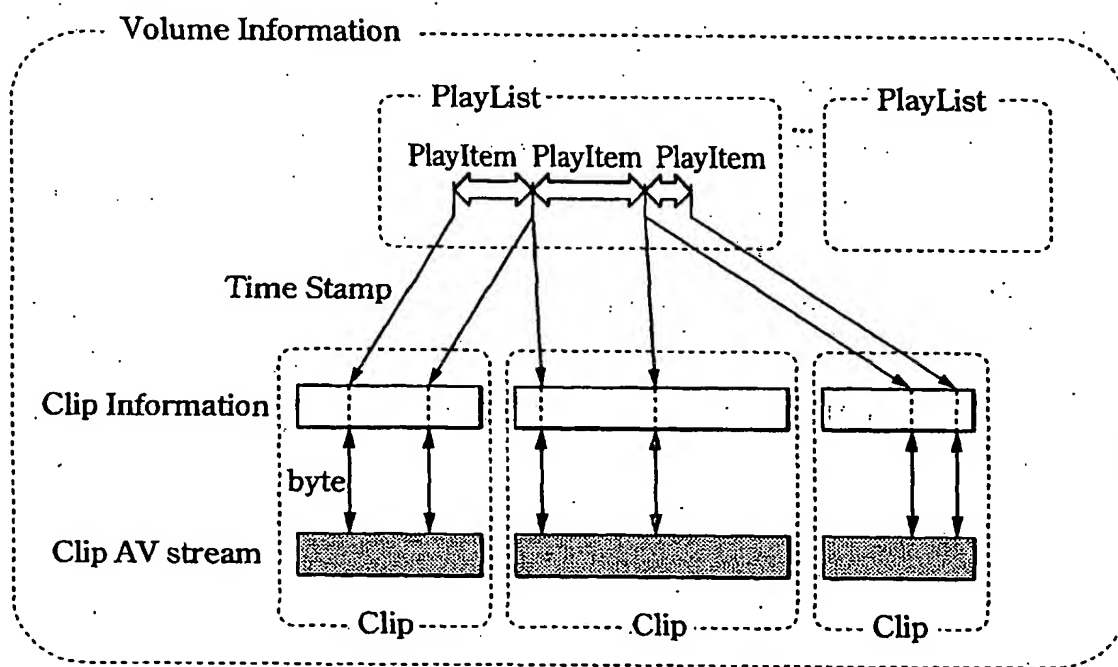 Volume Information
PlayList
PlayList
...
PlayItem PlayItem PlayItem
Time Stamp
Clip Information
byte
Clip AV stream
Clip
Clip
Clip